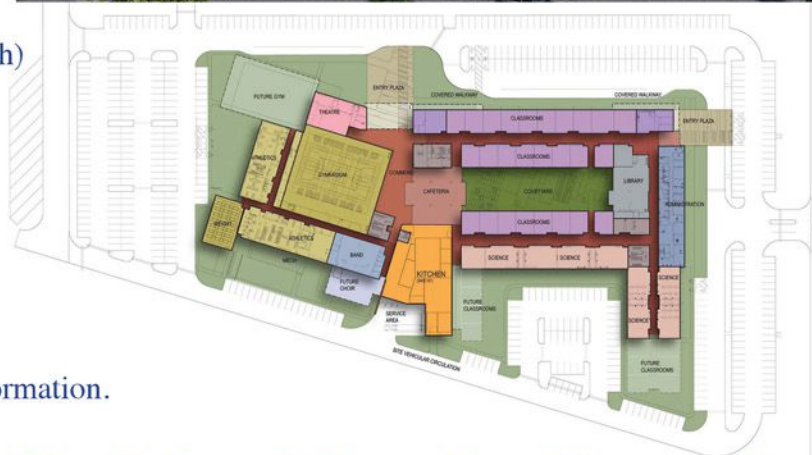 h)
FUTURE GYM
THEATRE
ENTRY PLAZA
COVERED WALKWAY
COVERED WALKWAY
ENTRY PLAZA
CLASSROOMS
ATHLETICS
GYMNASIUM
COMMONS
CLASSROOMS
CAFETERIA
COURTYARD
LIBRARY
ADMINISTRATION
CLASSROOMS
WEIGHT
ATHLETICS
MECH
BAND
FUTURE
CHOIR
KITCHEN
SCIENCE
SCIENCE
SCIENCE
SCIENCE
SERVICE
AREA
FUTURE
CLASSROOMS
SITE VEHICULAR CIRCULATION
FUTURE
CLASSROOMS
ormation.